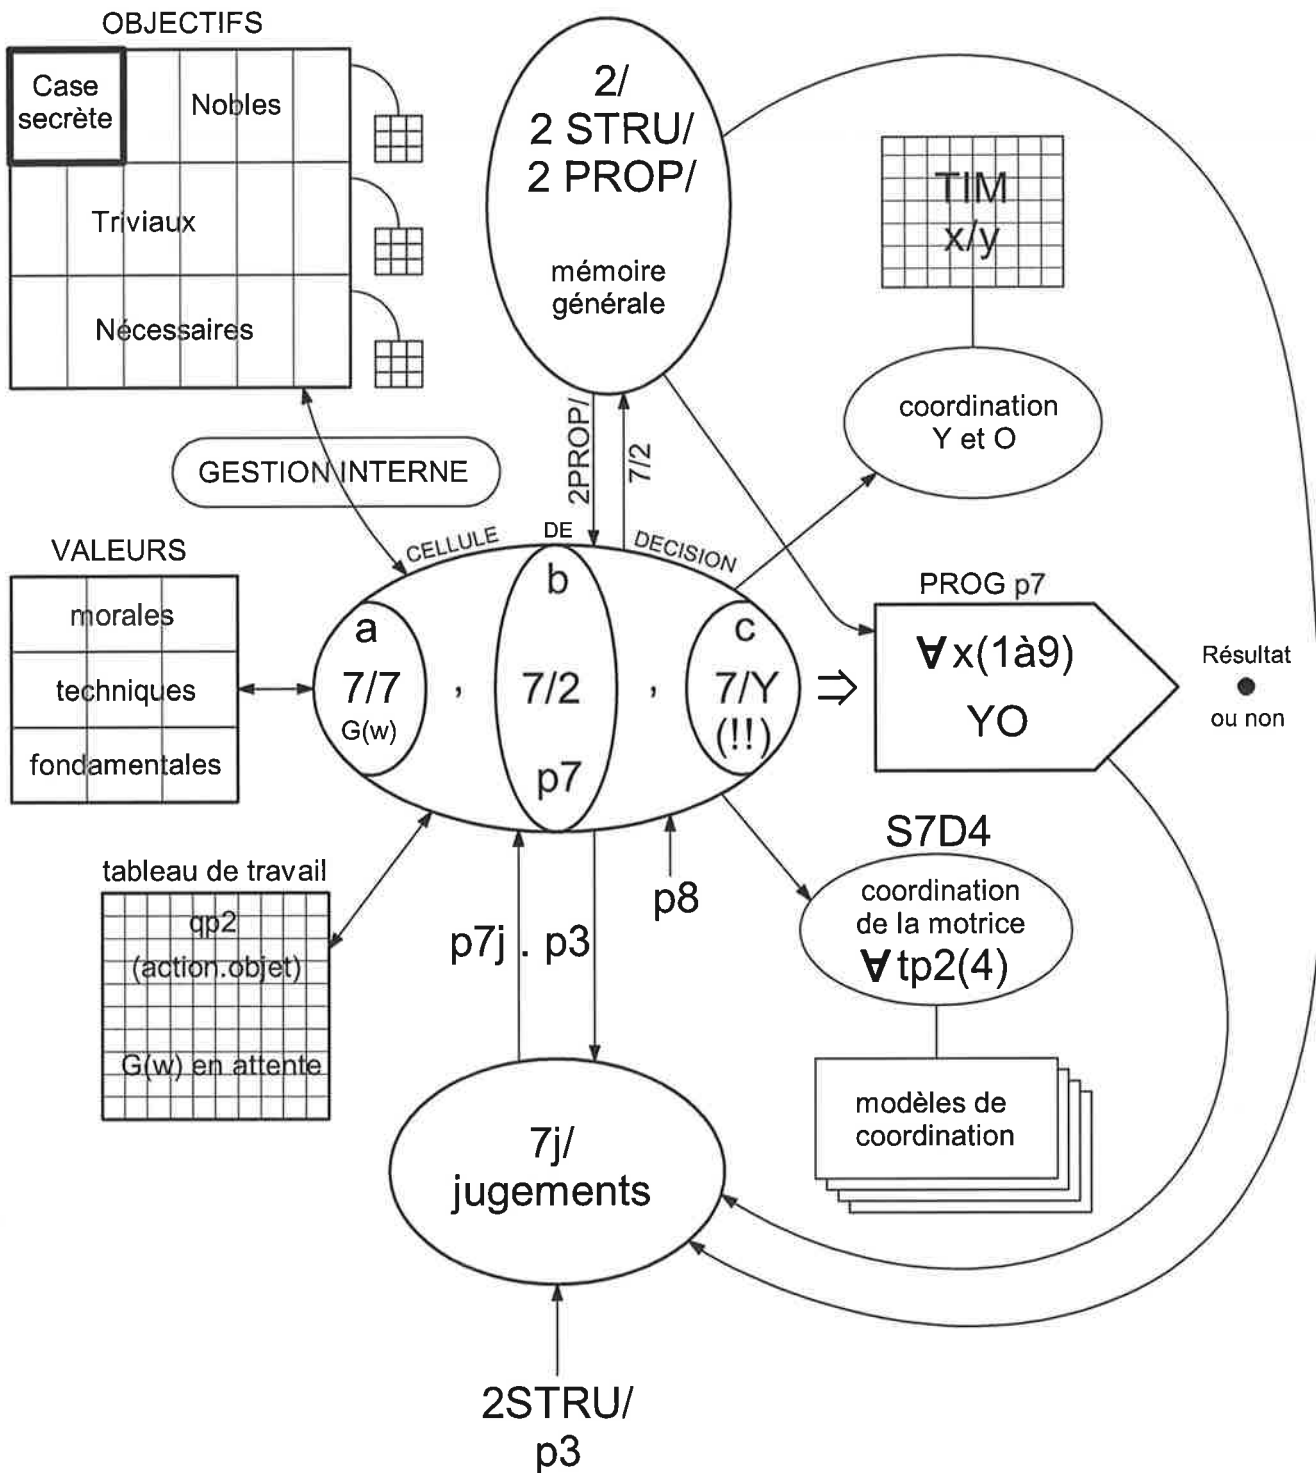 OBJECTIFS
Case
secrète
Nobles
Triviaux
Nécessaires
2/
2 STRU/
2 PROP/
mémoire
générale
TIM
x/y
coordination
Y et O
GESTION INTERNE
2PROP/
7/2
CELLULE DE DECISION
VALEURS
morales
techniques
fondamentales
a
7/7
G(w)
,
b
7/2
p7
,
c
7/Y
(!!)
⇒
PROG p7
∀ x(1à9)
YO
Résultat
ou non
tableau de travail
qp2
(action.objet)
G(w) en attente
p7j . p3
p8
S7D4
coordination
de la motrice
∀ tp2(4)
modèles de
coordination
7j/
jugements
2STRU/
p3